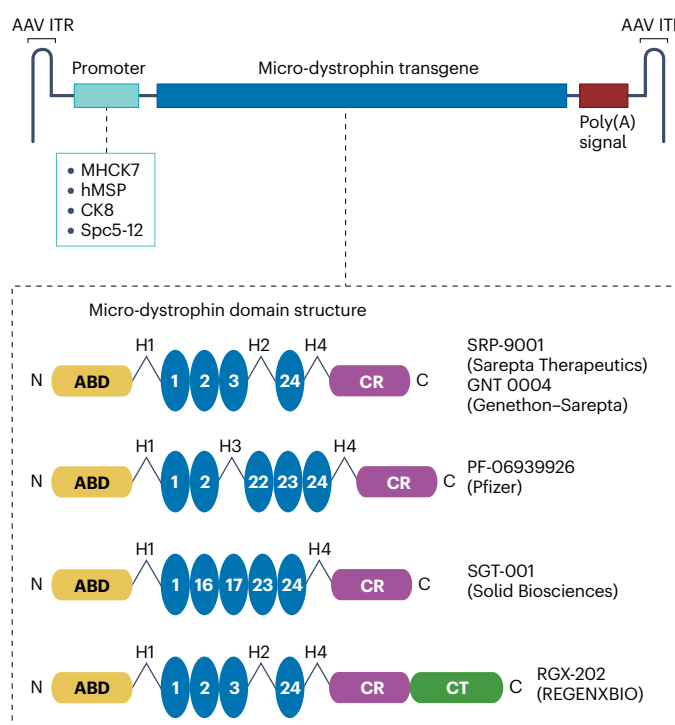 AAV ITR
AAV IT
Promoter
Micro-dystrophin transgene
Poly(A)
signal
• MHCK7
• hMSP
• CK8
• Spc5-12
Micro-dystrophin domain structure
H1 H2 H4
N ABD 1 2 3 24 CR C
SRP-9001
(Sarepta Therapeutics)
GNT 0004
(Genethon–Sarepta)
H1 H3 H4
N ABD 1 2 22 23 24 CR C
PF-06939926
(Pfizer)
H1 H4
N ABD 1 16 17 23 24 CR C
SGT-001
(Solid Biosciences)
H1 H2 H4
N ABD 1 2 3 24 CR CT C
RGX-202
(REGENXBIO)